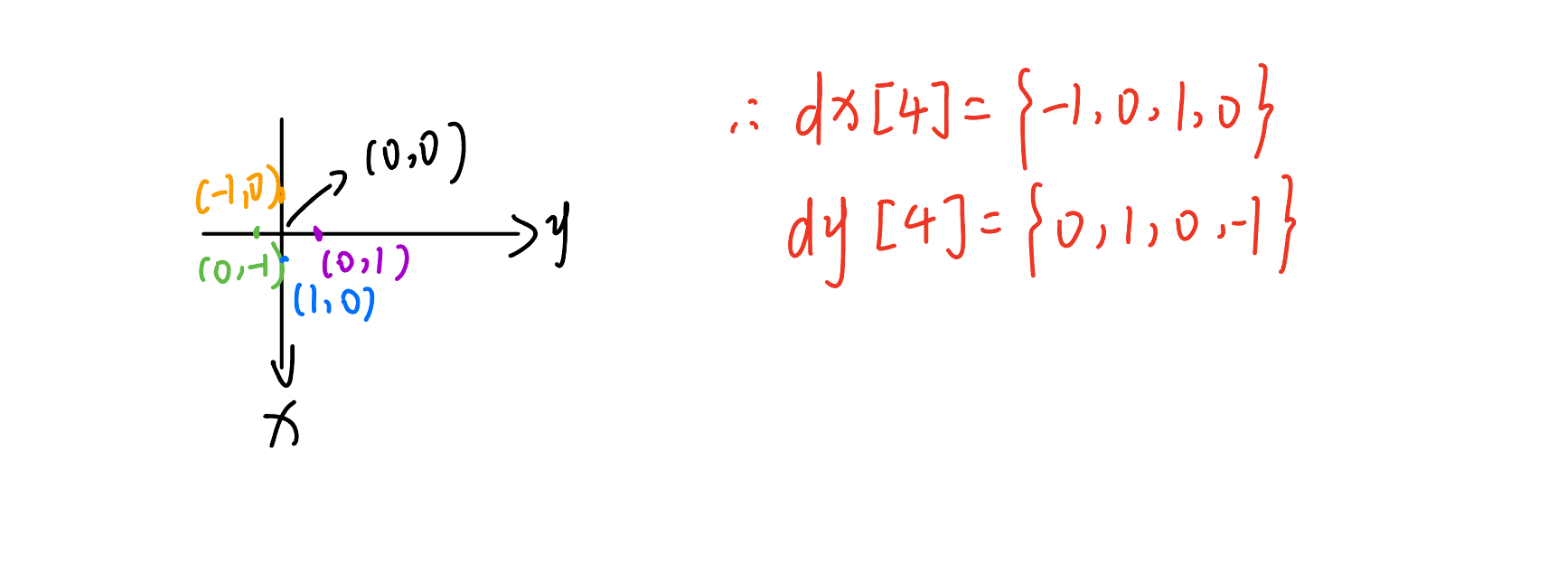 ∴ dx[4]={-1,0,1,0}
(0,0)
(-1,0)
dy[4]={0,1,0,-1}
y
(0,-1)
(0,1)
(1,0)
x